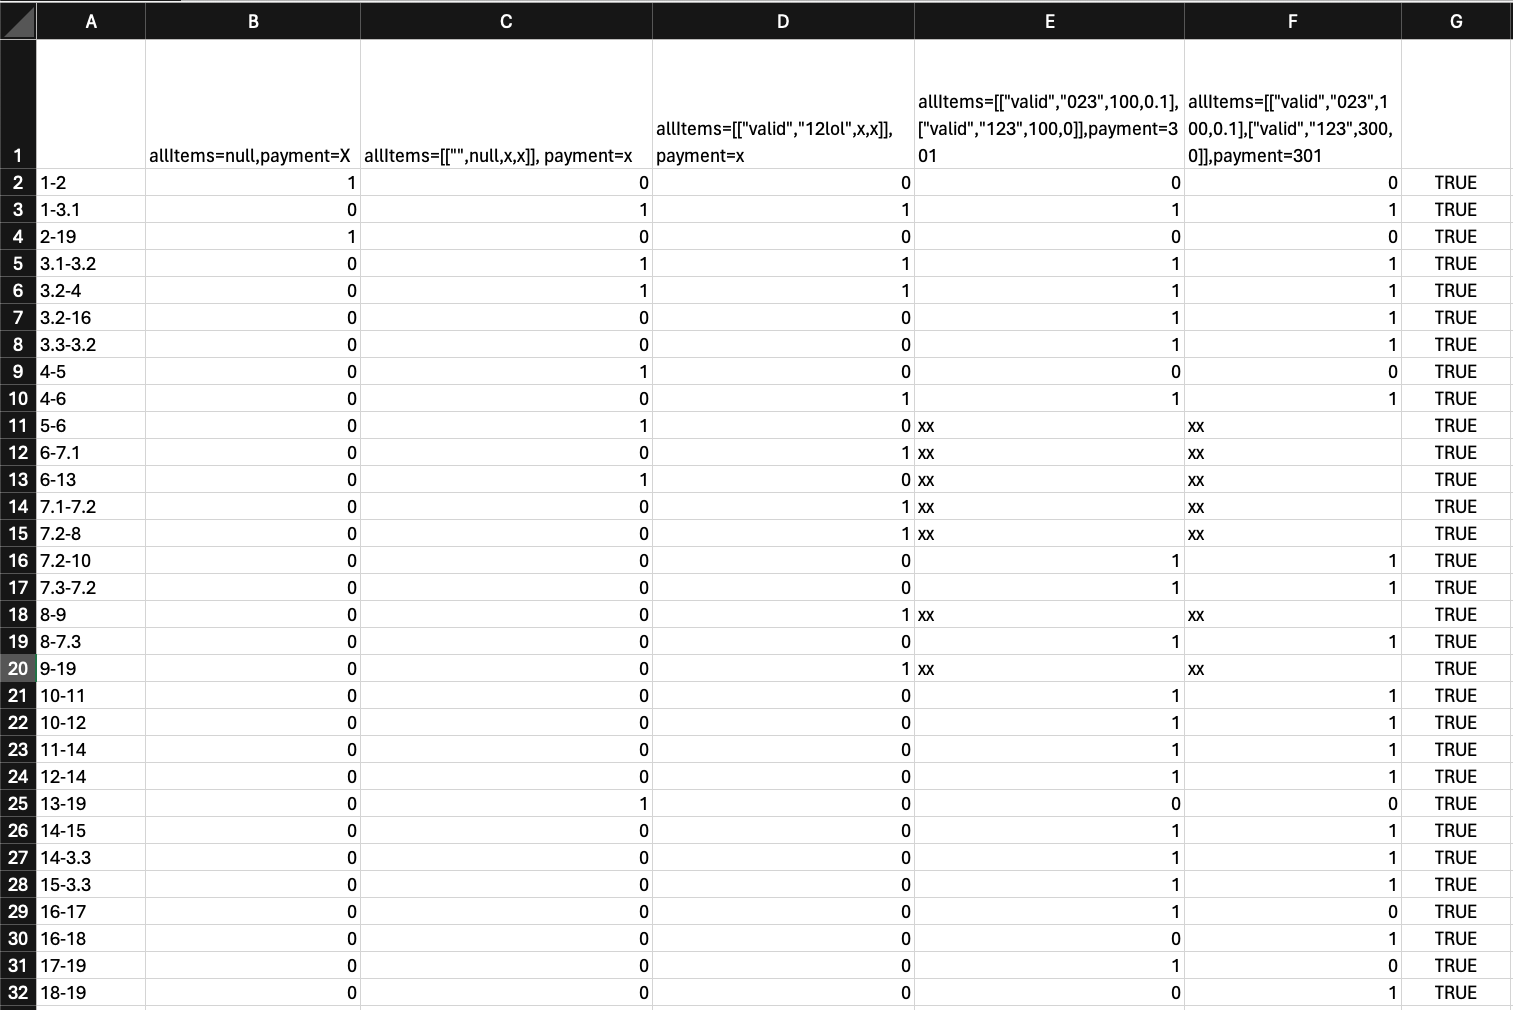 A B C D E F G
1 allItems=null,payment=X allItems=[["",null,x,x]], payment=x allItems=[["valid","12lol",x,x]], payment=x allItems=[["valid","023",100,0.1],["valid","123",100,0]],payment=301 allItems=[["valid","023",100,0.1],["valid","123",300,0]],payment=301
2 1-2 1 0 0 0 0 TRUE
3 1-3.1 0 1 1 1 1 TRUE
4 2-19 1 0 0 0 0 TRUE
5 3.1-3.2 0 1 1 1 1 TRUE
6 3.2-4 0 1 1 1 1 TRUE
7 3.2-16 0 0 0 1 1 TRUE
8 3.3-3.2 0 0 0 1 1 TRUE
9 4-5 0 1 0 0 0 TRUE
10 4-6 0 0 1 1 1 TRUE
11 5-6 0 1 0 xx xx TRUE
12 6-7.1 0 0 1 xx xx TRUE
13 6-13 0 1 0 xx xx TRUE
14 7.1-7.2 0 0 1 xx xx TRUE
15 7.2-8 0 0 1 xx xx TRUE
16 7.2-10 0 0 0 1 1 TRUE
17 7.3-7.2 0 0 0 1 1 TRUE
18 8-9 0 0 1 xx xx TRUE
19 8-7.3 0 0 0 1 1 TRUE
20 9-19 0 0 1 xx xx TRUE
21 10-11 0 0 0 1 1 TRUE
22 10-12 0 0 0 1 1 TRUE
23 11-14 0 0 0 1 1 TRUE
24 12-14 0 0 0 1 1 TRUE
25 13-19 0 1 0 0 0 TRUE
26 14-15 0 0 0 1 1 TRUE
27 14-3.3 0 0 0 1 1 TRUE
28 15-3.3 0 0 0 1 1 TRUE
29 16-17 0 0 0 1 0 TRUE
30 16-18 0 0 0 0 1 TRUE
31 17-19 0 0 0 1 0 TRUE
32 18-19 0 0 0 0 1 TRUE